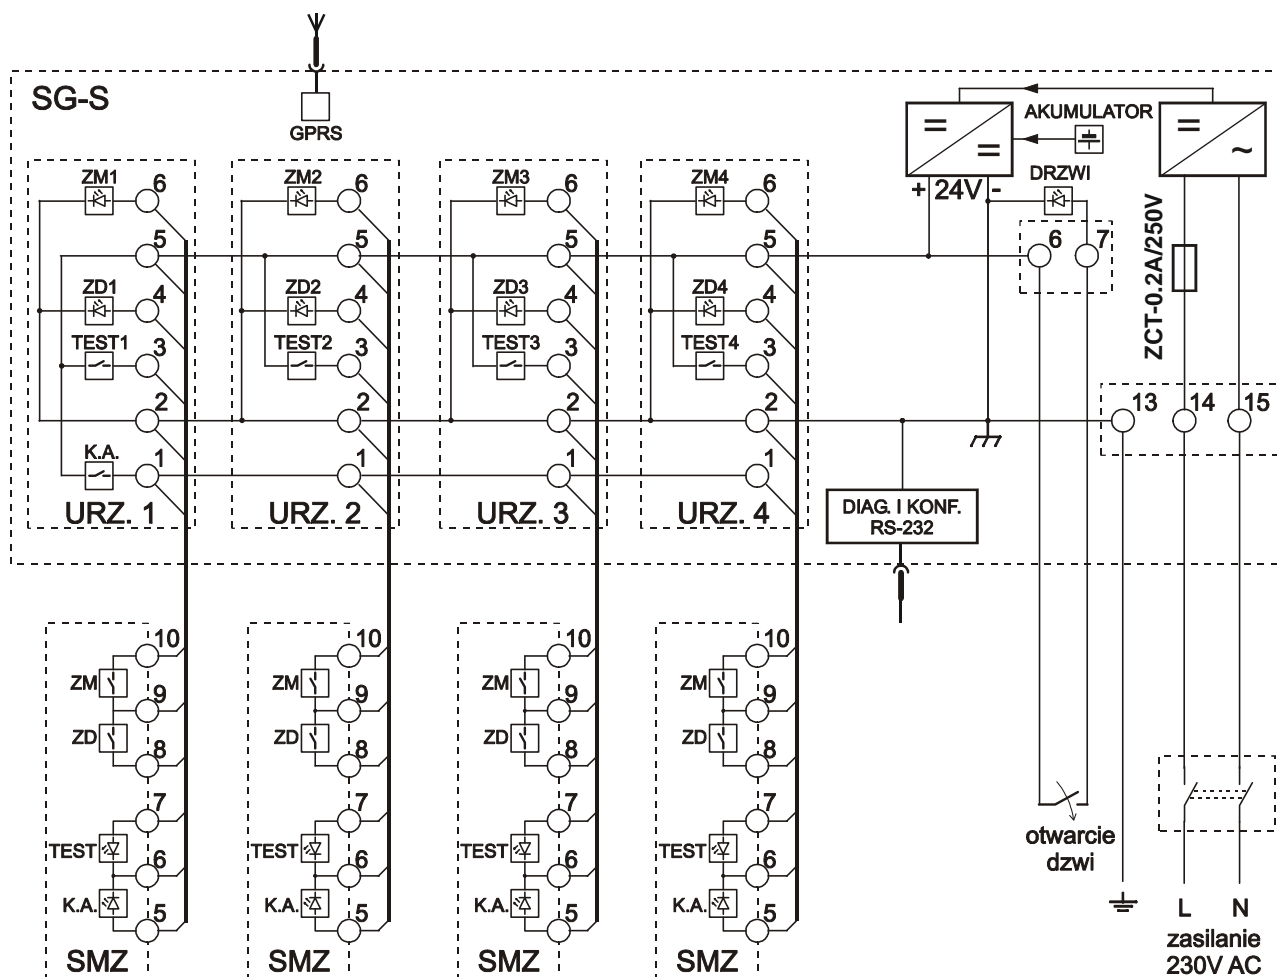 SG-S
GPRS
AKUMULATOR
=
=
=
~
+ 24V -
DRZWI
6
7
ZCT-0.2A/250V
ZM1
6
5
ZD1
4
TEST1
3
2
K.A.
1
URZ. 1
ZM2
6
5
ZD2
4
TEST2
3
2
1
URZ. 2
ZM3
6
5
ZD3
4
TEST3
3
2
1
URZ. 3
ZM4
6
5
ZD4
4
TEST4
3
2
1
URZ. 4
13
14
15
DIAG. I KONF.
RS-232
10
ZM
9
ZD
8
7
TEST
6
K.A.
5
SMZ
10
ZM
9
ZD
8
7
TEST
6
K.A.
5
SMZ
10
ZM
9
ZD
8
7
TEST
6
K.A.
5
SMZ
10
ZM
9
ZD
8
7
TEST
6
K.A.
5
SMZ
otwarcie
dzwi
L
N
zasilanie
230V AC